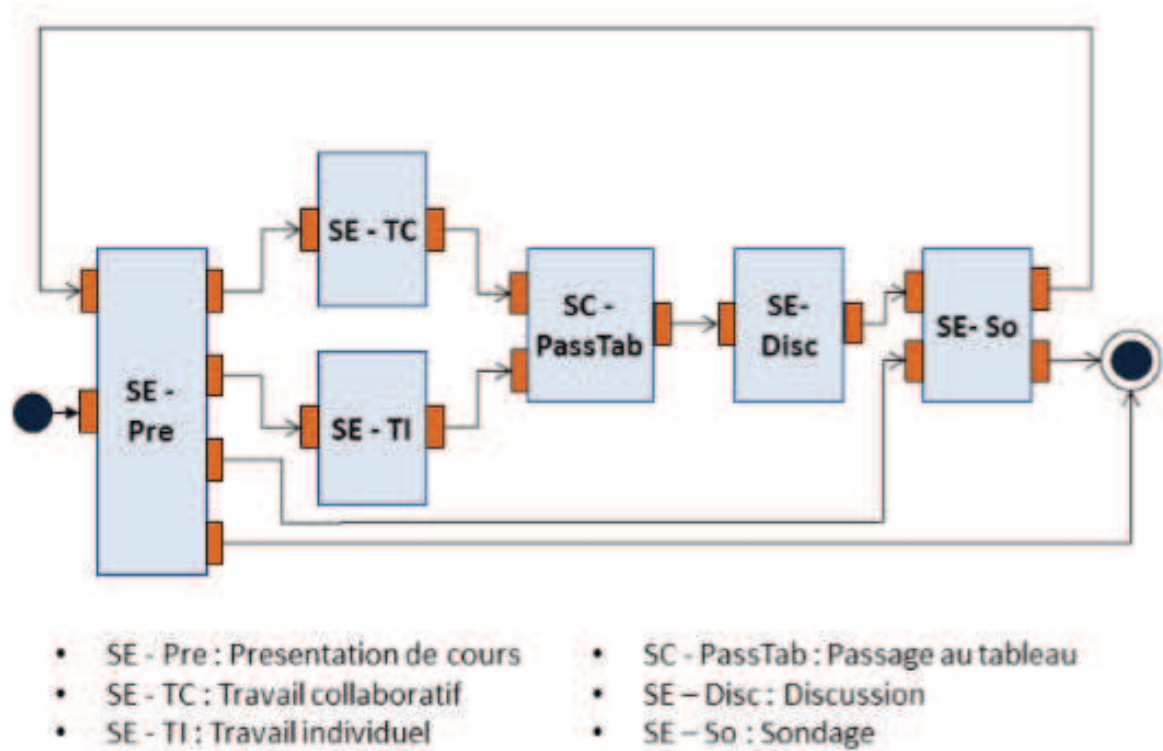 SE - TC
SE -
Pre
SE - TI
SC -
PassTab
SE-
Disc
SE- So
• SE - Pre : Presentation de cours
• SE - TC : Travail collaboratif
• SE - TI : Travail individuel
• SC - PassTab : Passage au tableau
• SE – Disc : Discussion
• SE – So : Sondage